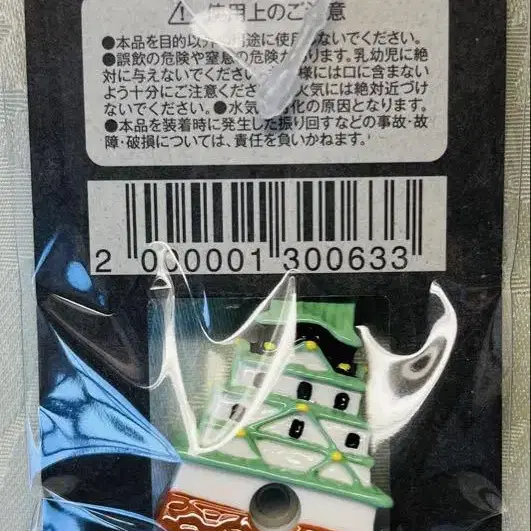 ⚠使用上のご注意
●本品を目的以外の用途に使用しないでください。
●誤飲の危険や窒息の危険があります。乳幼児に絶
対に与えないでください。 様には口に含まない
よう十分にご注意ください 火気には絶対近づけ
ないでください。●水気 化の原因となります。
●本品を装着時に発生した振り回すなどの事故・故
障・破損については、責任を負いかねます。
2 000001 300633